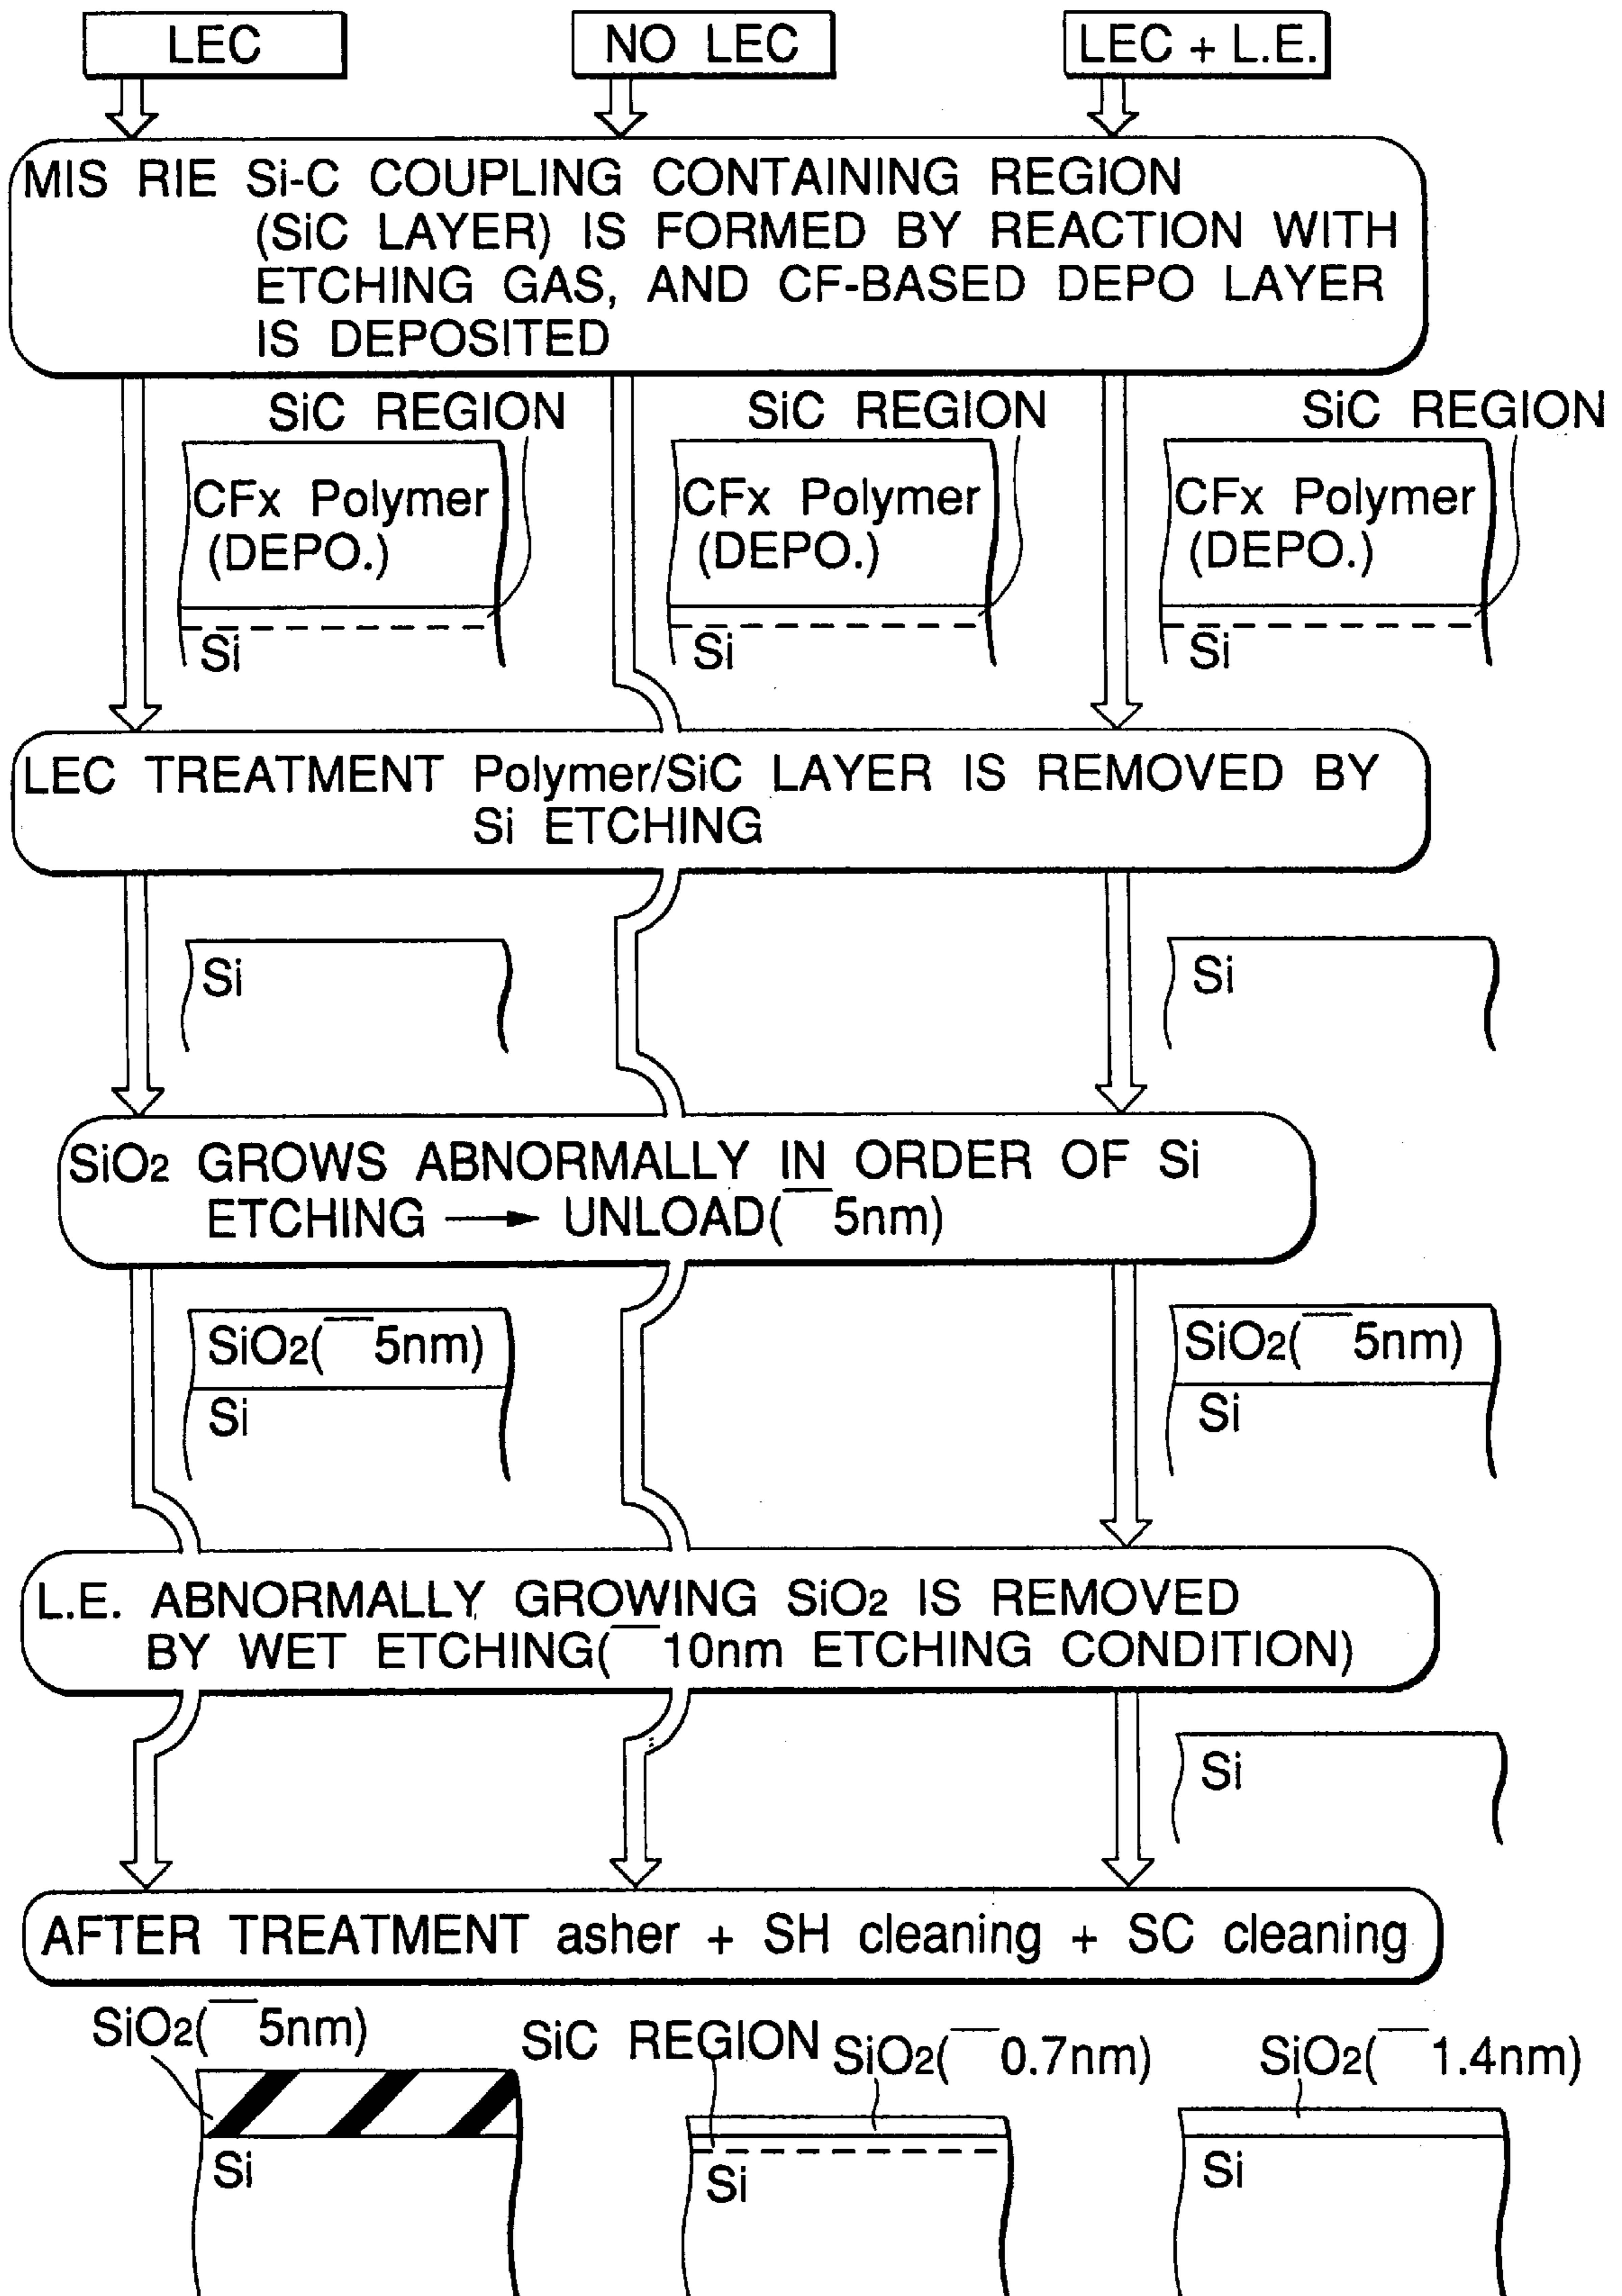 LEC
NO LEC
LEC + L.E.
MIS RIE Si-C COUPLING CONTAINING REGION
(SiC LAYER) IS FORMED BY REACTION WITH
ETCHING GAS, AND CF-BASED DEPO LAYER
IS DEPOSITED
SiC REGION
SiC REGION
SiC REGION
CFx Polymer
(DEPO.)
Si
CFx Polymer
(DEPO.)
Si
CFx Polymer
(DEPO.)
Si
LEC TREATMENT Polymer/SiC LAYER IS REMOVED BY
Si ETCHING
Si
Si
SiO2 GROWS ABNORMALLY IN ORDER OF Si
ETCHING → UNLOAD(‾5nm)
SiO2(‾5nm)
Si
SiO2(‾5nm)
Si
L.E. ABNORMALLY GROWING SiO2 IS REMOVED
BY WET ETCHING(‾10nm ETCHING CONDITION)
Si
AFTER TREATMENT asher + SH cleaning + SC cleaning
SiO2(‾5nm)
SiC REGION
SiO2(‾0.7nm)
SiO2(‾1.4nm)
Si
Si
Si